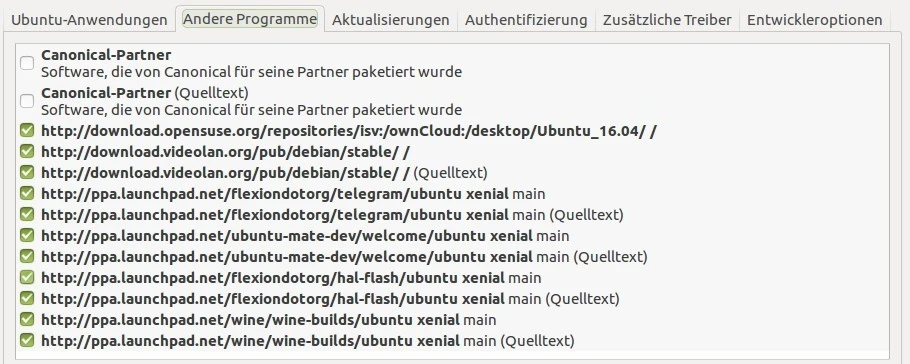 Ubuntu-Anwendungen Andere Programme Aktualisierungen Authentifizierung Zusätzliche Treiber Entwickleroptionen
Canonical-Partner
Software, die von Canonical für seine Partner paketiert wurde
Canonical-Partner (Quelltext)
Software, die von Canonical für seine Partner paketiert wurde
http://download.opensuse.org/repositories/isv:/ownCloud:/desktop/Ubuntu_16.04/ /
http://download.videolan.org/pub/debian/stable/ /
http://download.videolan.org/pub/debian/stable/ / (Quelltext)
http://ppa.launchpad.net/flexiondotorg/telegram/ubuntu xenial main
http://ppa.launchpad.net/flexiondotorg/telegram/ubuntu xenial main (Quelltext)
http://ppa.launchpad.net/ubuntu-mate-dev/welcome/ubuntu xenial main
http://ppa.launchpad.net/ubuntu-mate-dev/welcome/ubuntu xenial main (Quelltext)
http://ppa.launchpad.net/flexiondotorg/hal-flash/ubuntu xenial main
http://ppa.launchpad.net/flexiondotorg/hal-flash/ubuntu xenial main (Quelltext)
http://ppa.launchpad.net/wine/wine-builds/ubuntu xenial main
http://ppa.launchpad.net/wine/wine-builds/ubuntu xenial main (Quelltext)